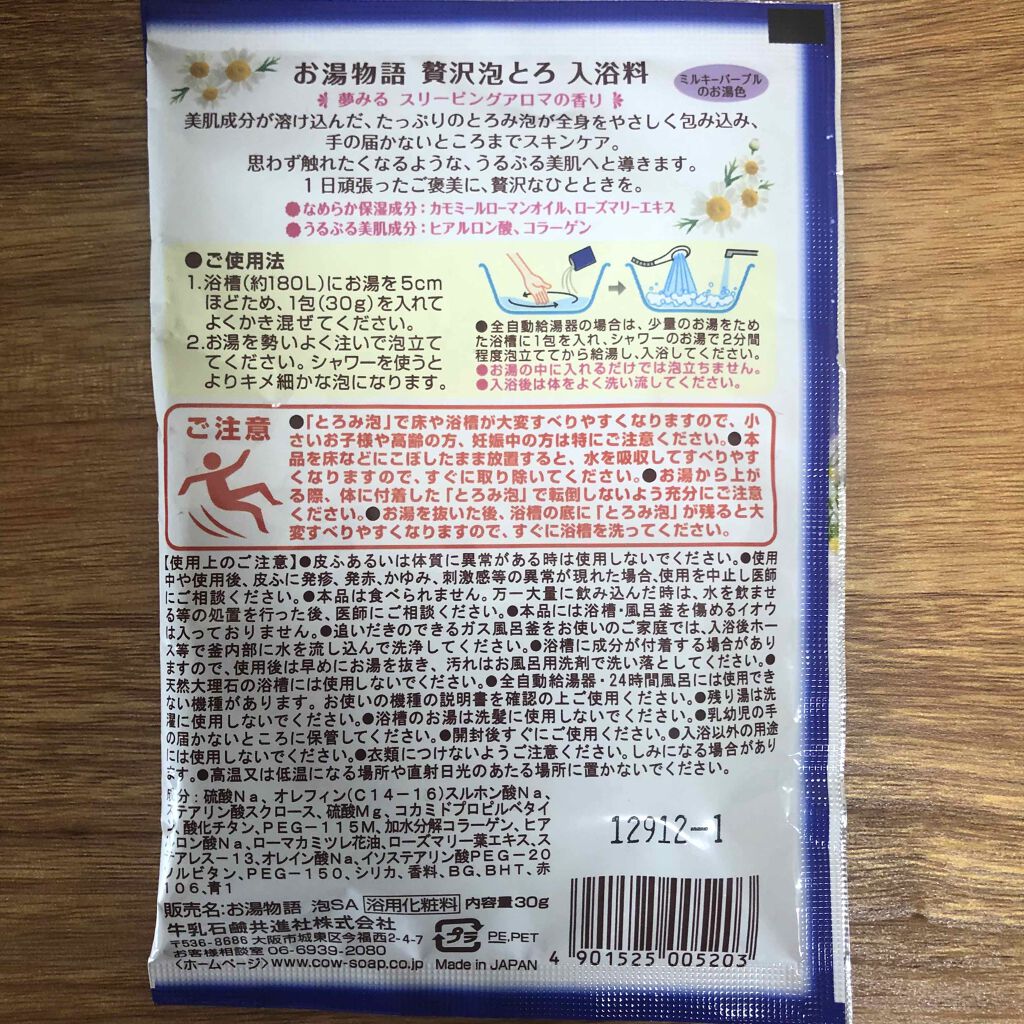 お湯物語 贅沢泡とろ 入浴料
ミルキーパープル
のお湯色
夢みる スリーピングアロマの香り
美肌成分が溶け込んだ、たっぷりのとろみ泡が全身をやさしく包み込み、
手の届かないところまでスキンケア。
思わず触れたくなるような、うるぷる美肌へと導きます。
1日頑張ったご褒美に、贅沢なひとときを。
●なめらか保湿成分：カモミールローマンオイル、ローズマリーエキス
●うるぷる美肌成分：ヒアルロン酸、コラーゲン
●ご使用法
1.浴槽(約180L)にお湯を5cm
ほどため、1包(30g)を入れて
よくかき混ぜてください。
2.お湯を勢いよく注いで泡立て
てください。シャワーを使うと
よりキメ細かな泡になります。
●全自動給湯器の場合は、少量のお湯をため
た浴槽に1包を入れ、シャワーのお湯で2分間
程度泡立ててから給湯し、入浴してください。
●お湯の中に入れるだけでは泡立ちません。
●入浴後は体をよく洗い流してください。
ご注意
●「とろみ泡」で床や浴槽が大変すべりやすくなりますので、小
さいお子様や高齢の方、妊娠中の方は特にご注意ください。●本
品を床などにこぼしたまま放置すると、水を吸収してすべりやす
くなりますので、すぐに取り除いてください。●お湯から上が
る際、体に付着した「とろみ泡」で転倒しないよう充分にご注意
ください。●お湯を抜いた後、浴槽の底に「とろみ泡」が残ると大
変すべりやすくなりますので、すぐに浴槽を洗ってください。
【使用上のご注意】●皮ふあるいは体質に異常がある時は使用しないでください。●使用
中や使用後、皮ふに発疹、発赤、かゆみ、刺激感等の異常が現れた場合、使用を中止し医師
にご相談ください。●本品は食べられません。万一大量に飲み込んだ時は、水を飲ませ
る等の処置を行った後、医師にご相談ください。●本品には浴槽・風呂釜を傷めるイオウ
は入っておりません。●追いだきのできるガス風呂釜をお使いのご家庭では、入浴後ホー
ス等で釜内部に水を流し込んで洗浄してください。●浴槽に成分が付着する場合があり
ますので、使用後は早めにお湯を抜き、汚れはお風呂用洗剤で洗い落としてください。●
天然大理石の浴槽には使用しないでください。●全自動給湯器・24時間風呂には使用でき
ない機種があります。お使いの機種の説明書を確認の上ご使用ください。●残り湯は洗
濯に使用しないでください。●浴槽のお湯は洗髪に使用しないでください。●乳幼児の手
の届かないところに保管してください。●開封後すぐにご使用ください。●入浴以外の用途
には使用しないでください。●衣類につけないようご注意ください。しみになる場合があり
ます。●高温又は低温になる場所や直射日光のあたる場所に置かないでください。
成分：硫酸Na、オレフィン(C14-16)スルホン酸Na、
ステアリン酸スクロース、硫酸Mg、コカミドプロピルベタイ
ン、酸化チタン、PEG-115M、加水分解コラーゲン、ヒア
ルロン酸Na、ローマカミツレ花油、ローズマリー葉エキス、ス
テアレス-13、オレイン酸Na、イソステアリン酸PEG-20
ソルビタン、PEG-150、シリカ、香料、BG、BHT、赤
106、青1
12912-1
販売名：お湯物語 泡SA 浴用化粧料 内容量30g
牛乳石鹸共進社株式会社
〒536-8686 大阪市城東区今福西2-4-7
お客様相談室 06-6939-2080
〈ホームページ〉www.cow-soap.co.jp Made in JAPAN
プラ PE,PET
4 901525 005203